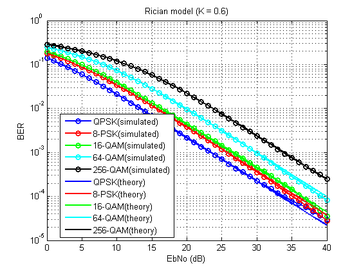 Rician model (K = 0.6)
10^0
10^-1
10^-2
10^-3
10^-4
10^-5
BER
QPSK(simulated)
8-PSK(simulated)
16-QAM(simulated)
64-QAM(simulated)
256-QAM(simulated)
QPSK(theory)
8-PSK(theory)
16-QAM(theory)
64-QAM(theory)
256-QAM(theory)
0 5 10 15 20 25 30 35 40
EbNo (dB)